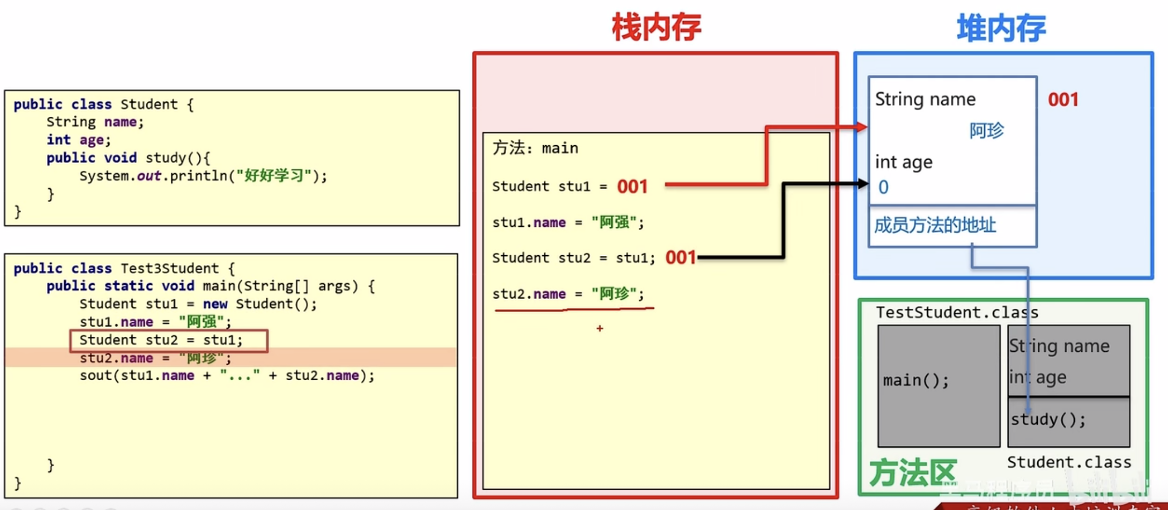 栈内存
堆内存
public class Student {
String name;
int age;
public void study(){
System.out.println("好好学习");
}
}
public class Test3Student {
public static void main(String[] args) {
Student stu1 = new Student();
stu1.name = "阿强";
Student stu2 = stu1;
stu2.name = "阿珍";
sout(stu1.name + "..." + stu2.name);
}
}
方法：main
Student stu1 = 001
stu1.name = "阿强";
Student stu2 = stu1; 001
stu2.name = "阿珍";
String name
001
阿珍
int age
0
成员方法的地址
TestStudent.class
main();
String name
int age
study();
Student.class
方法区